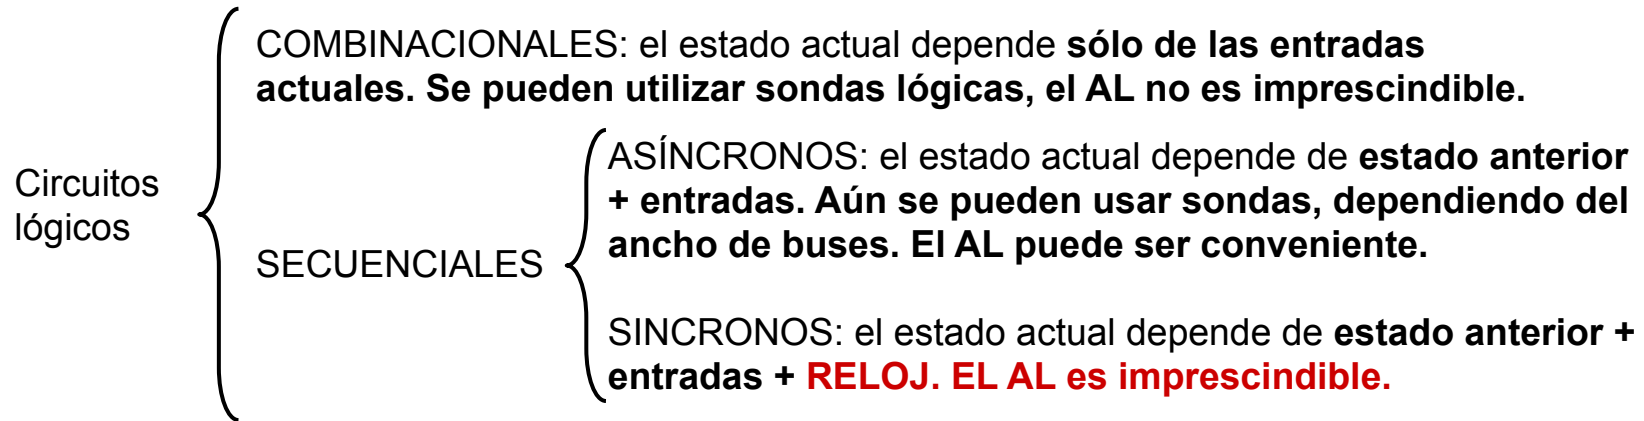 COMBINACIONALES: el estado actual depende sólo de las entradas
actuales. Se pueden utilizar sondas lógicas, el AL no es imprescindible.
Circuitos
lógicos
SECUENCIALES
ASÍNCRONOS: el estado actual depende de estado anterior
+ entradas. Aún se pueden usar sondas, dependiendo del
ancho de buses. El AL puede ser conveniente.
SINCRONOS: el estado actual depende de estado anterior +
entradas + RELOJ. EL AL es imprescindible.